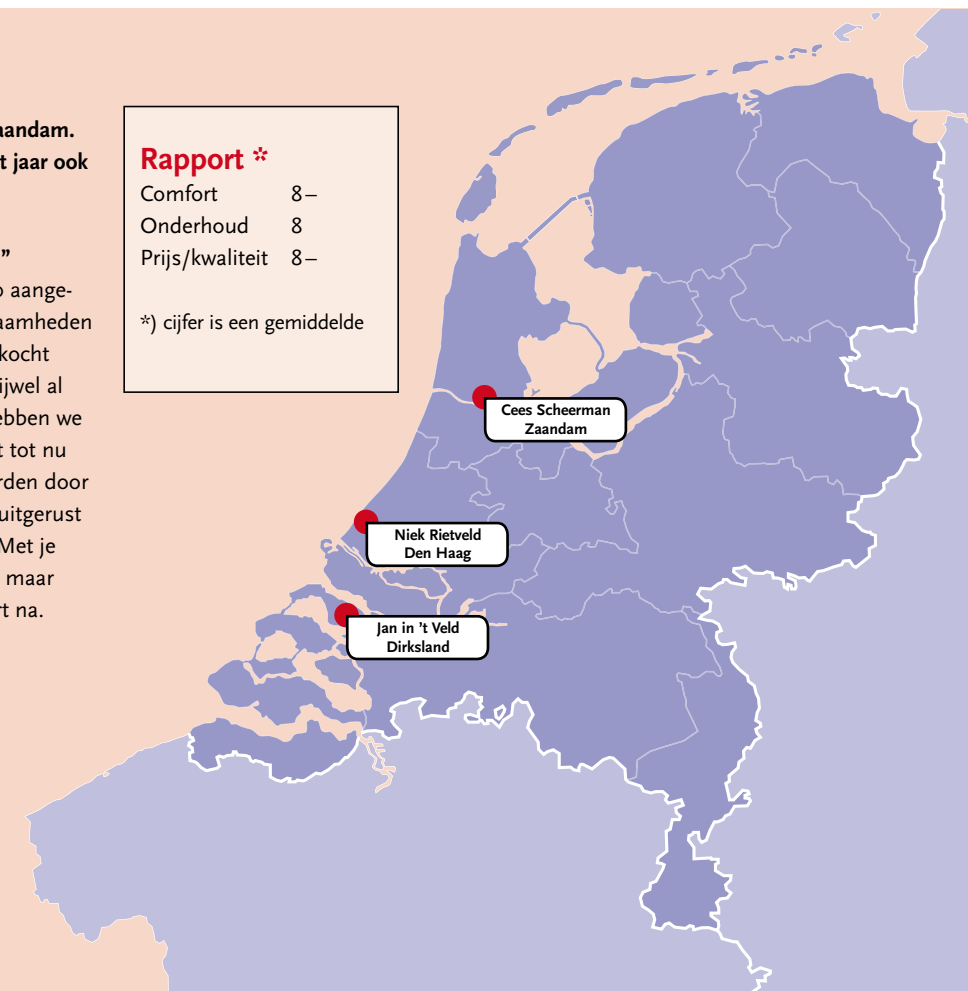 aandam.
t jaar ook
”
aange-
aamheden
kocht
ijwel al
ebben we
t tot nu
rden door
uitgerust
Met je
maar
rt na.
Rapport *
Comfort 8–
Onderhoud 8
Prijs/kwaliteit 8–
*) cijfer is een gemiddelde
Cees Scheerman
Zaandam
Niek Rietveld
Den Haag
Jan in ’t Veld
Dirksland